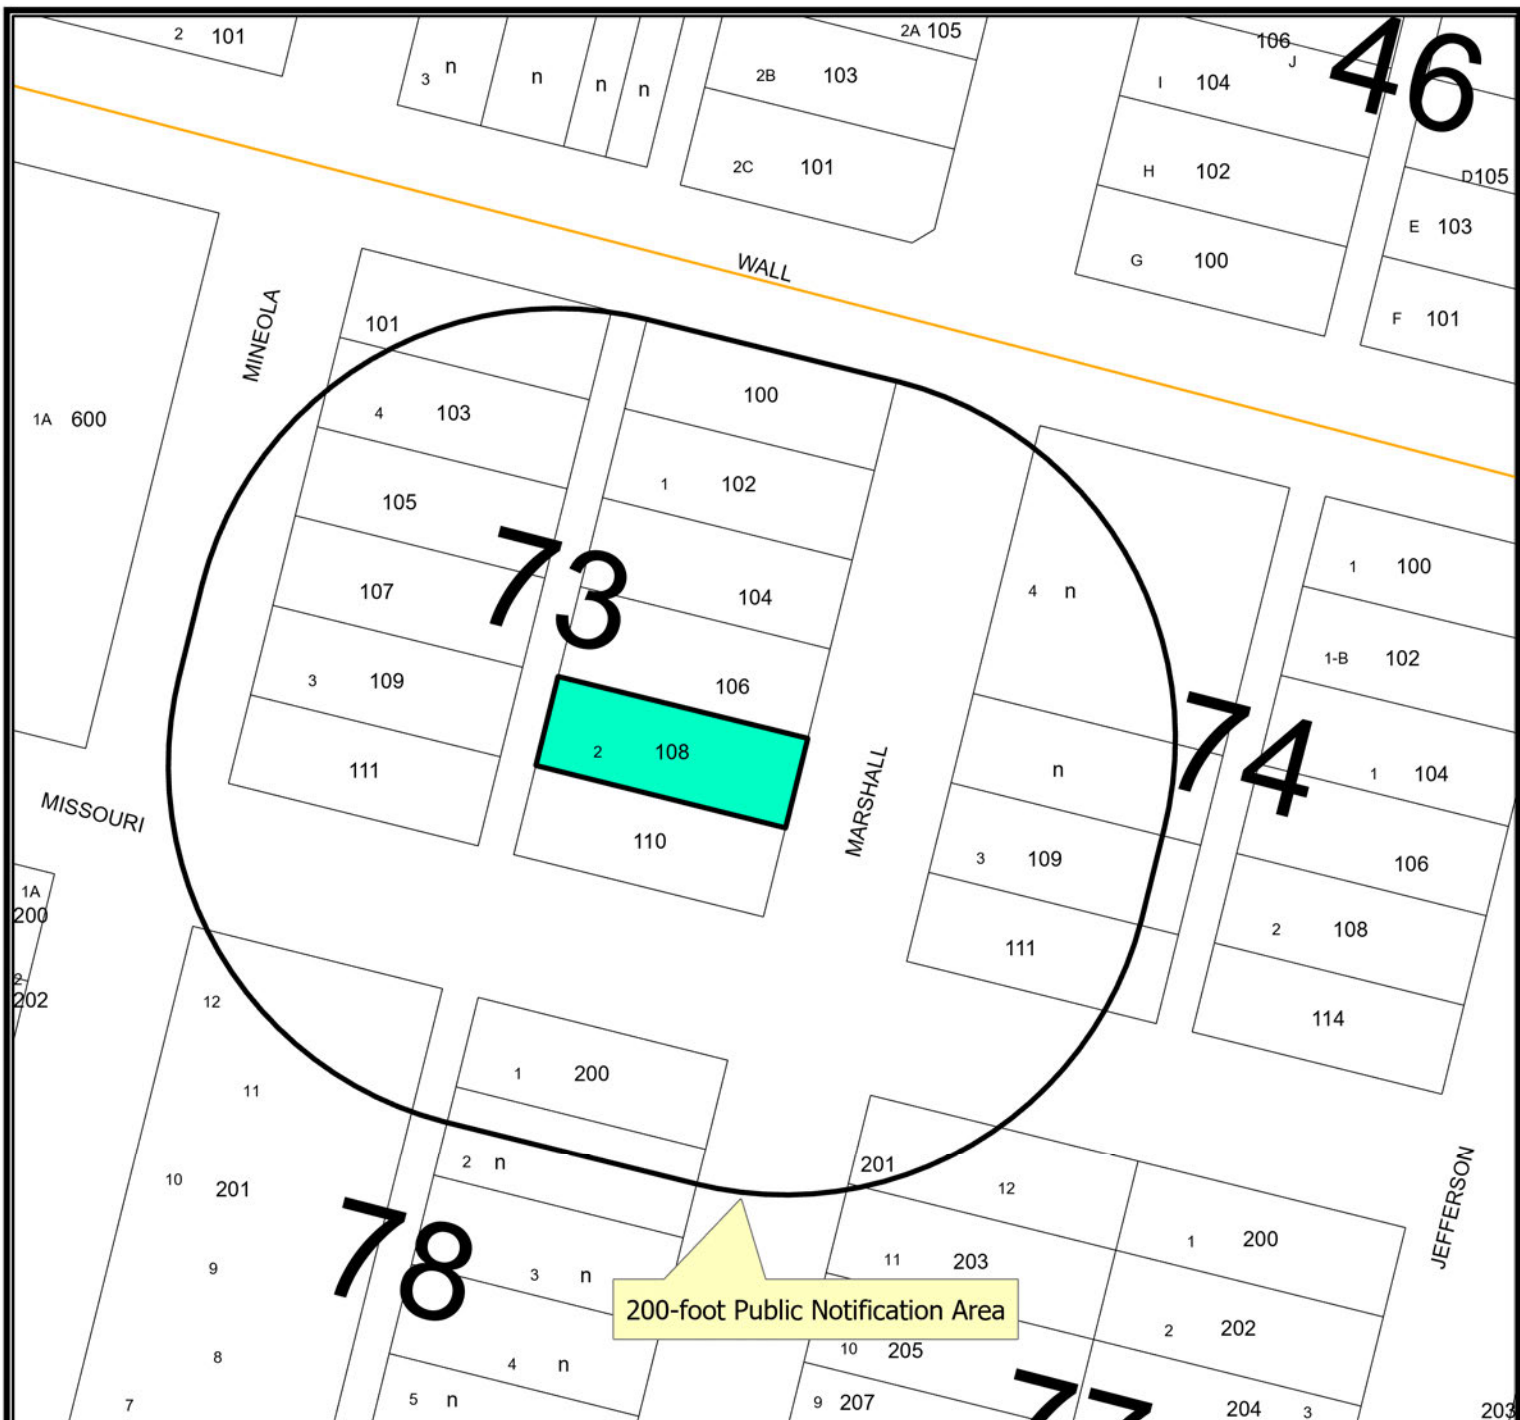 2 101
3 n
n
n
n
2A 105
2B 103
2C 101
106
J
I 104
H 102
G 100
46
D105
E 103
F 101
WALL
MINEOLA
1A 600
101
4 103
105
107
3 109
111
73
100
1 102
104
106
2 108
110
MARSHALL
4 n
n
3 109
111
74
1 100
1-B 102
1 104
106
2 108
114
MISSOURI
1A
200
2
202
12
11
10 201
9
8
7
78
1 200
2 n
3 n
4 n
5 n
200-foot Public Notification Area
201
12
11 203
10 205
9 207
77
1 200
2 202
204 3
JEFFERSON
203